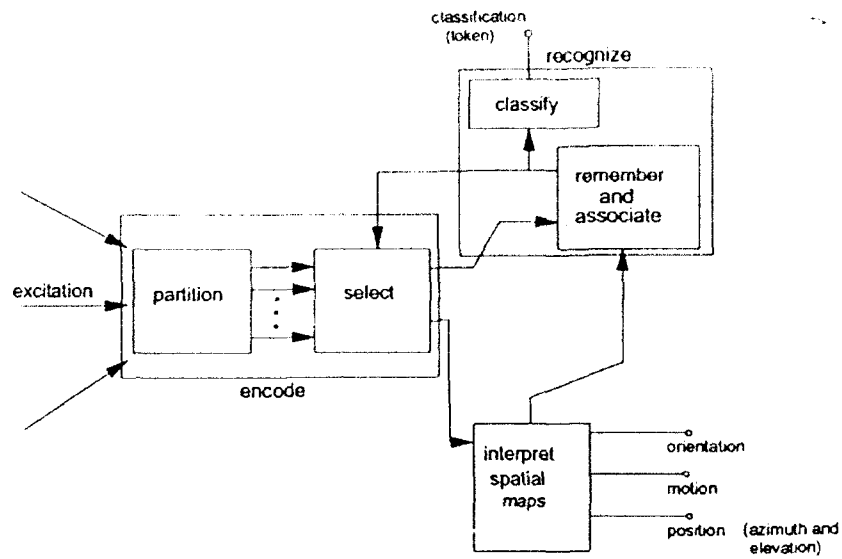 classification
(token)
recognize
classify
remember
and
associate
excitation
partition
select
encode
interpret
spatial
maps
orientation
motion
position (azimuth and
elevation)